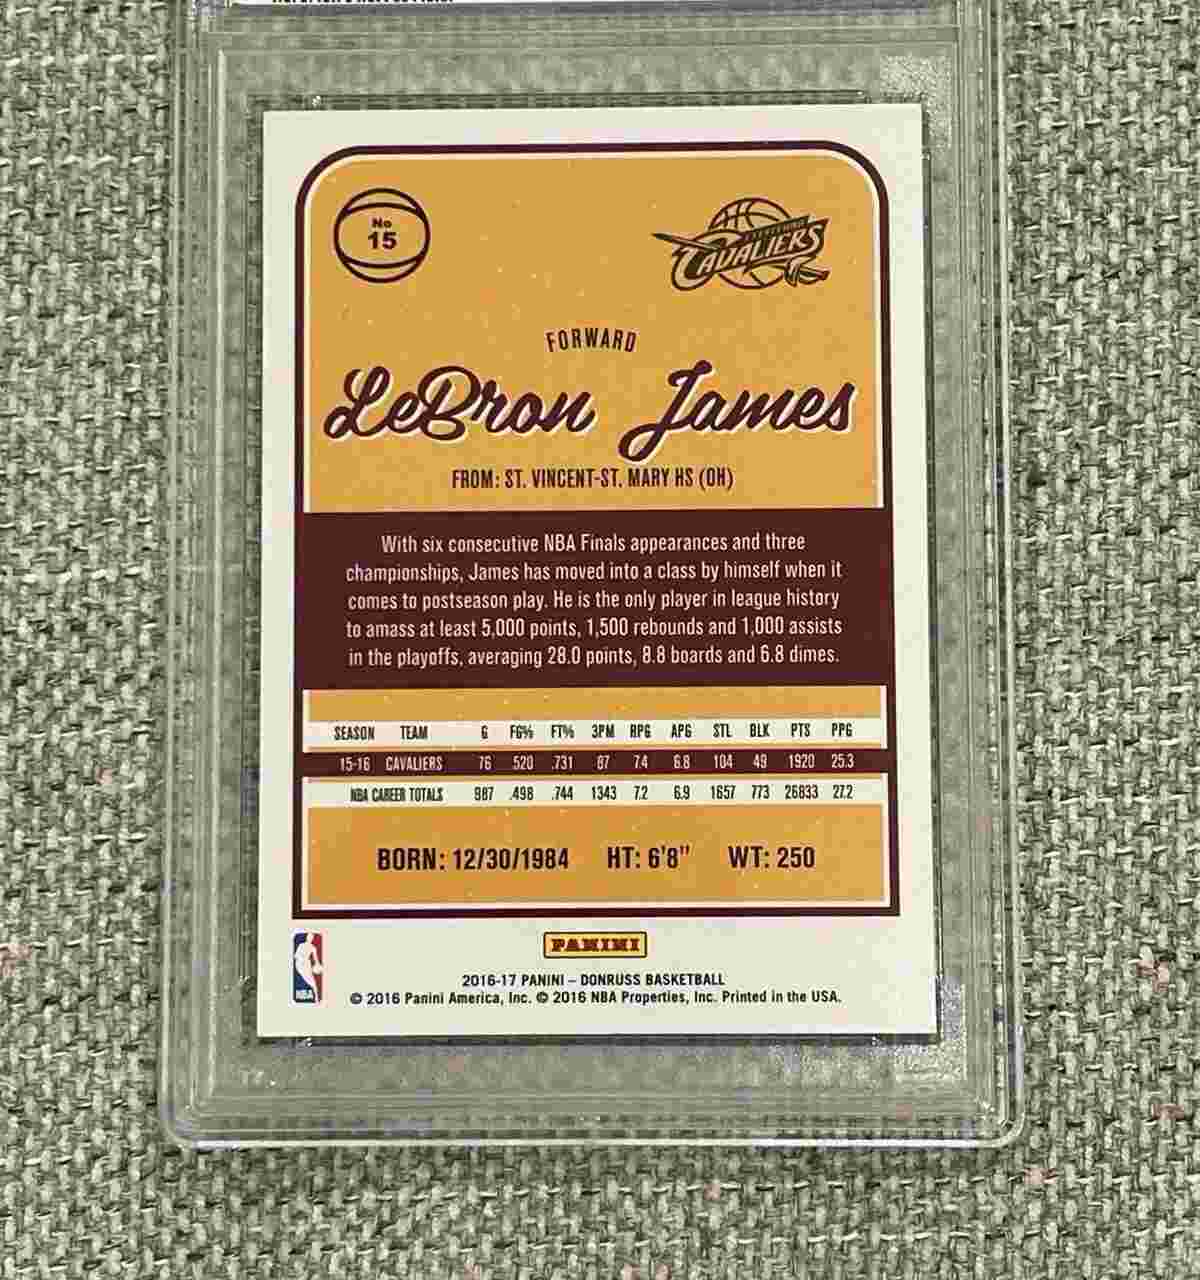 No
15
CAVALIERS
FORWARD
LeBron James
FROM: ST. VINCENT-ST. MARY HS (OH)
With six consecutive NBA Finals appearances and three
championships, James has moved into a class by himself when it
comes to postseason play. He is the only player in league history
to amass at least 5,000 points, 1,500 rebounds and 1,000 assists
in the playoffs, averaging 28.0 points, 8.8 boards and 6.8 dimes.
SEASON TEAM G FG% FT% 3PM RPG APG STL BLK PTS PPG
15-16 CAVALIERS 76 .520 .731 87 7.4 6.8 104 49 1920 25.3
NBA CAREER TOTALS 987 .498 .744 1343 7.2 6.9 1657 773 26833 27.2
BORN: 12/30/1984 HT: 6'8" WT: 250
PANINI
NBA
2016-17 PANINI – DONRUSS BASKETBALL
© 2016 Panini America, Inc. © 2016 NBA Properties, Inc. Printed in the USA.